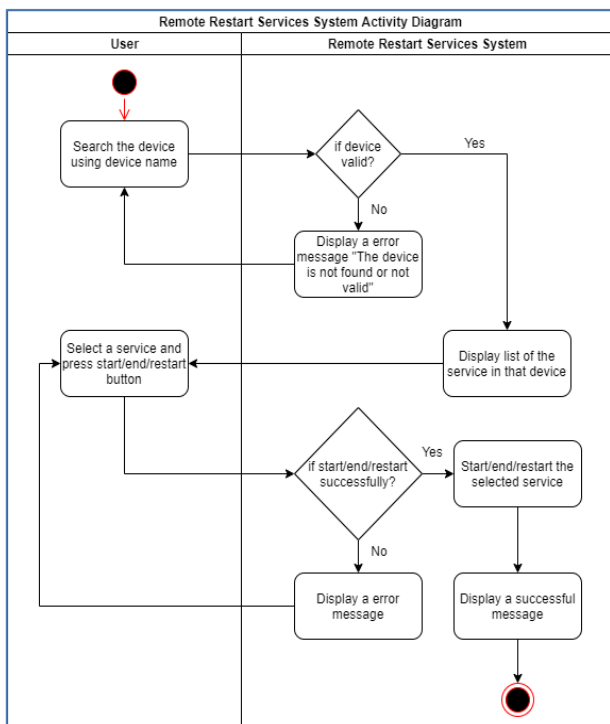 Remote Restart Services System Activity Diagram
User
Remote Restart Services System
Search the device
using device name
if device
valid?
Yes
No
Display a error
message "The device
is not found or not
valid"
Select a service and
press start/end/restart
button
Display list of the
service in that device
if start/end/restart
successfully?
Yes
Start/end/restart the
selected service
No
Display a error
message
Display a successful
message